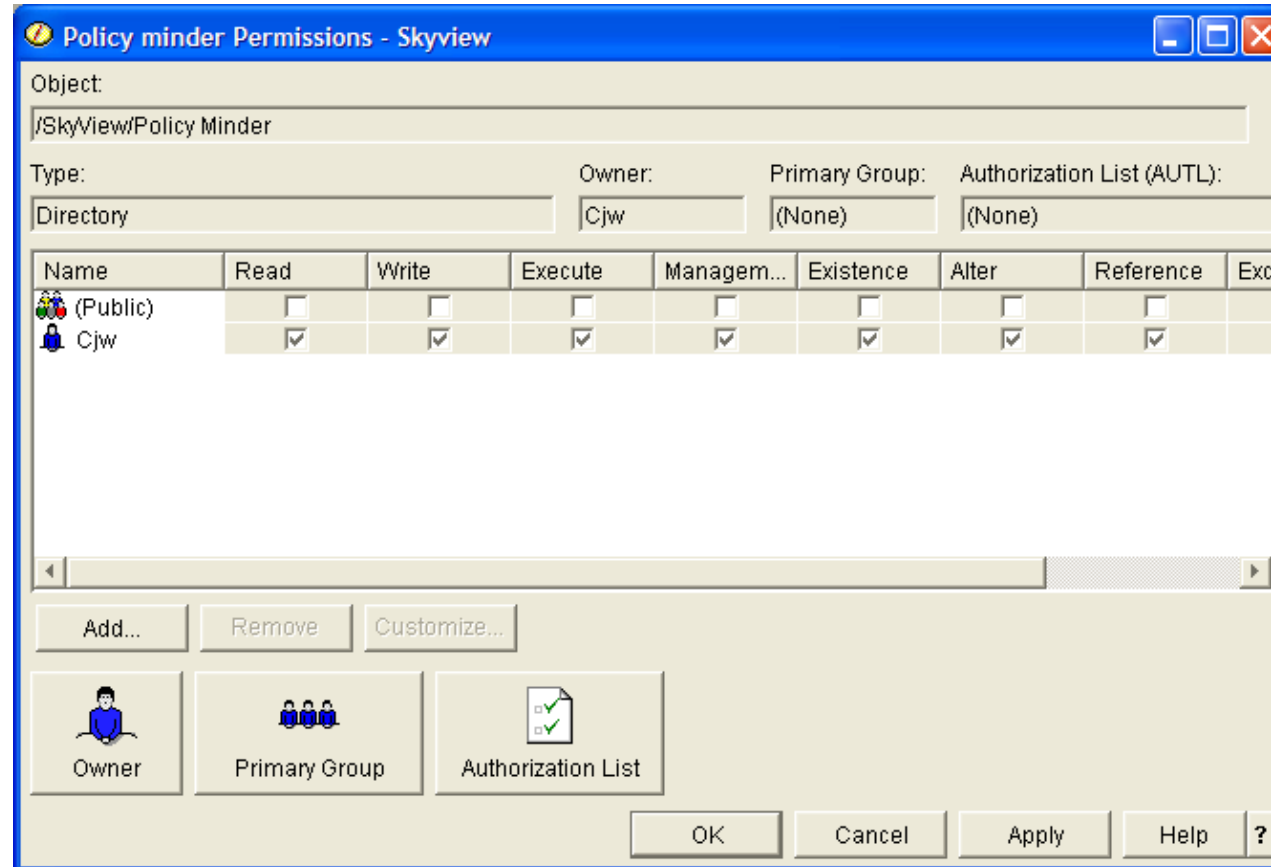 Policy minder Permissions - Skyview
Object:
/SkyView/Policy Minder
Type: Owner: Primary Group: Authorization List (AUTL):
Directory Cjw (None) (None)
Name Read Write Execute Managem... Existence Alter Reference Exc
(Public)
Cjw
Add... Remove Customize...
Owner Primary Group Authorization List
OK Cancel Apply Help ?